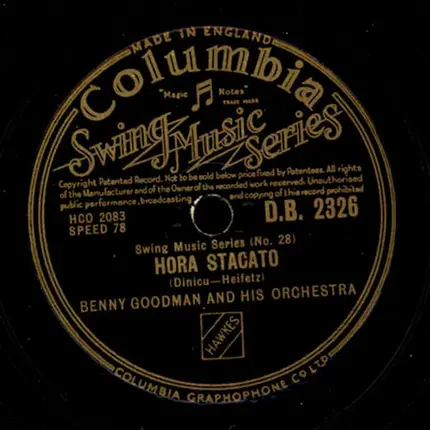 MADE IN ENGLAND
Columbia
"Magic Notes"
TRADE MARK
Swing Music Series
Copyright Patented Record. Not to be sold below price fixed by Patentees. All rights
of the Manufacturer and of the Owner of the recorded work reserved. Unauthorised
public performance, broadcasting and copying of this record prohibited
HCO 2083
SPEED 78
D.B. 2326
Swing Music Series (No. 28)
HORA STACATO
(Dinicu-Heifetz)
BENNY GOODMAN AND HIS ORCHESTRA
HAWKES
COLUMBIA GRAPHOPHONE CO LTD.